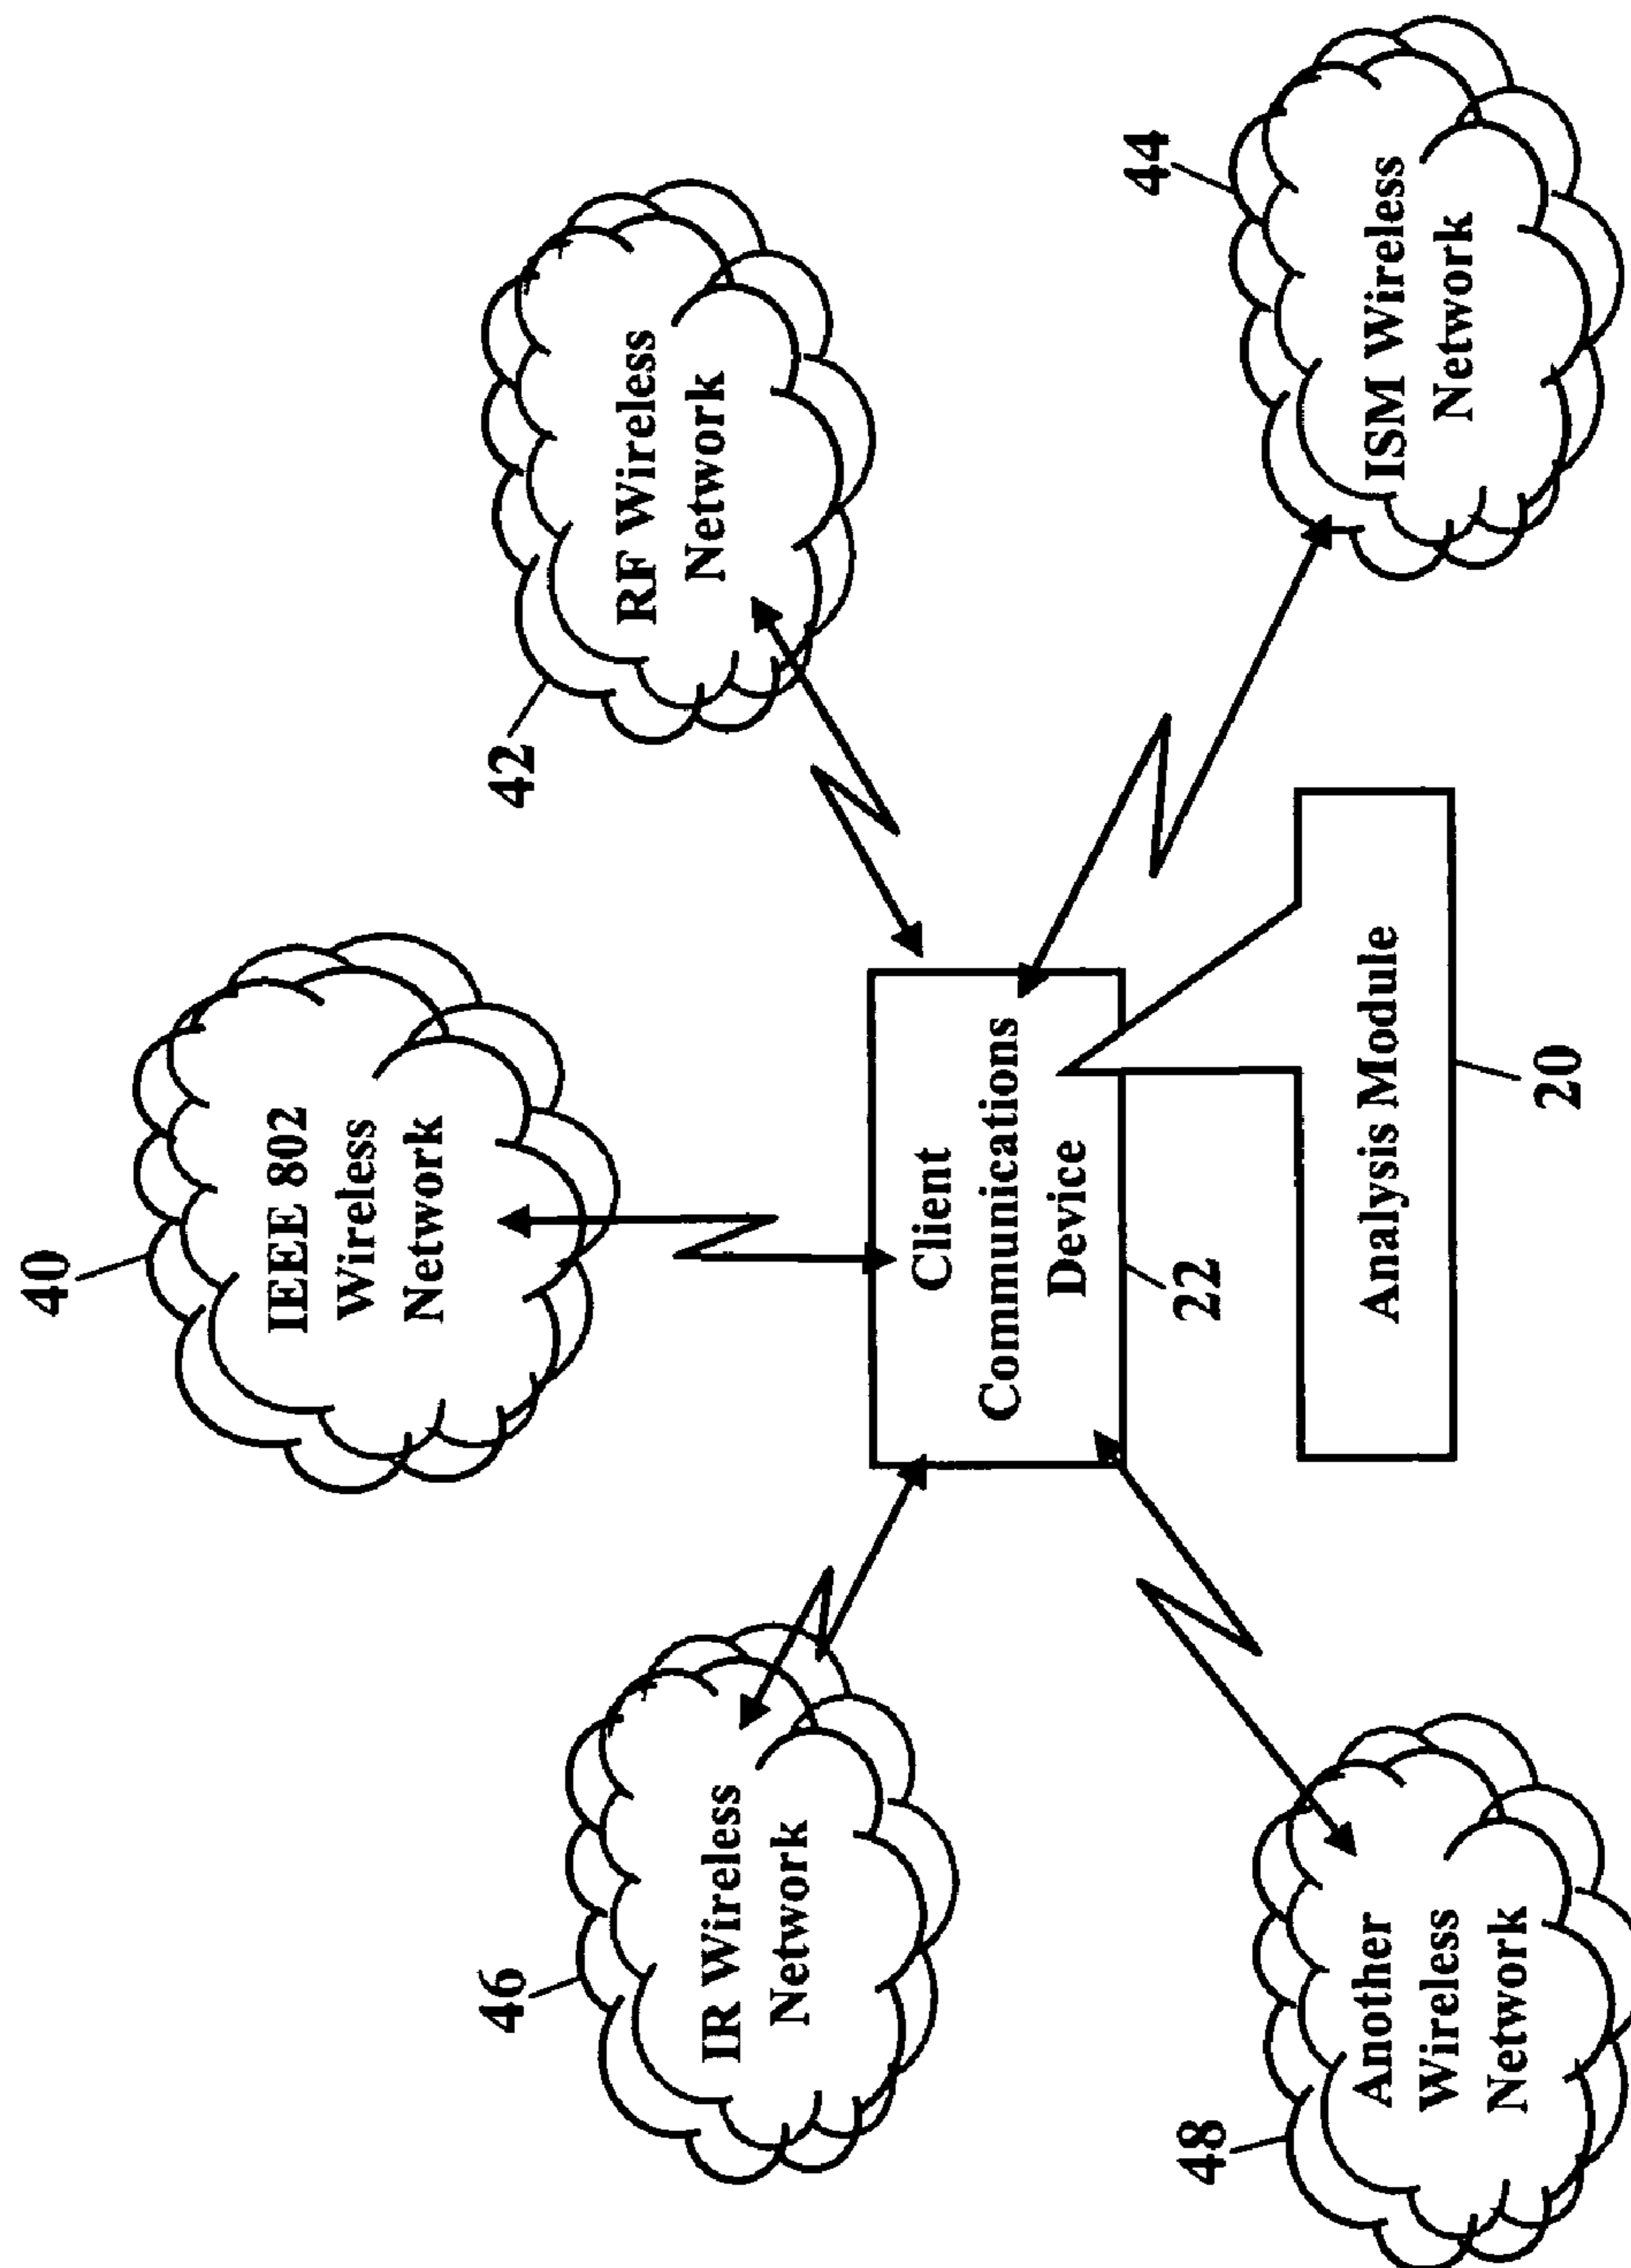 40
IEEE 802
Wireless
Network
46
IR Wireless
Network
42
RF Wireless
Network
Client
Communications
Device
22
48
Another
Wireless
Network
44
ISM Wireless
Network
Analysis Module
20